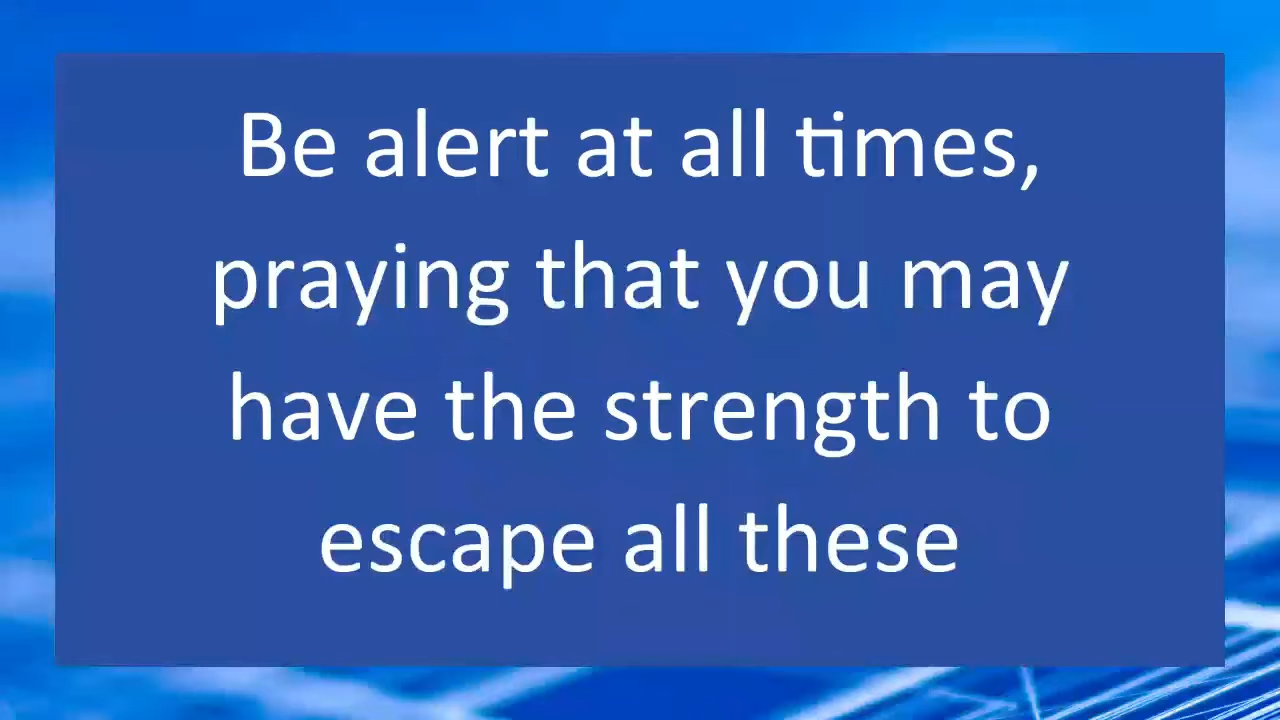 Be alert at all times,
praying that you may
have the strength to
escape all these